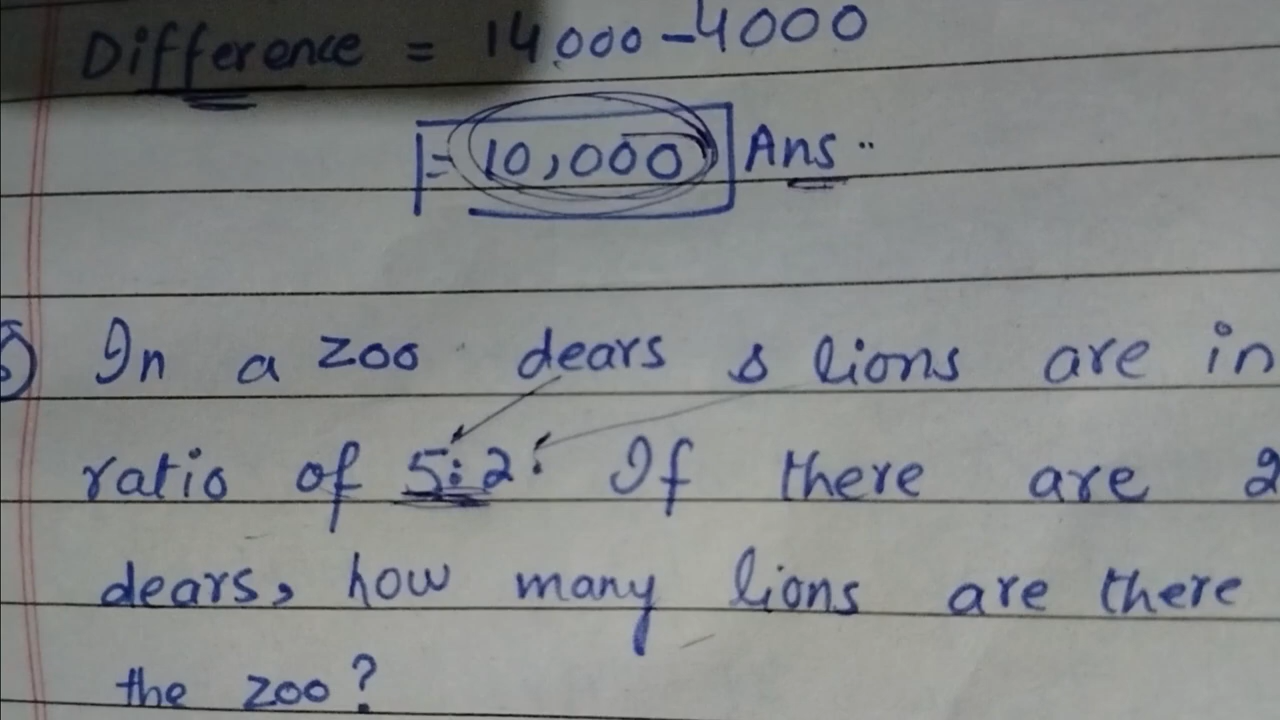 Difference = 14,000-4000
= 10,000 Ans..
In a zoo dears & lions are in
ratio of 5:2. If there are 2
dears, how many lions are there
the zoo?